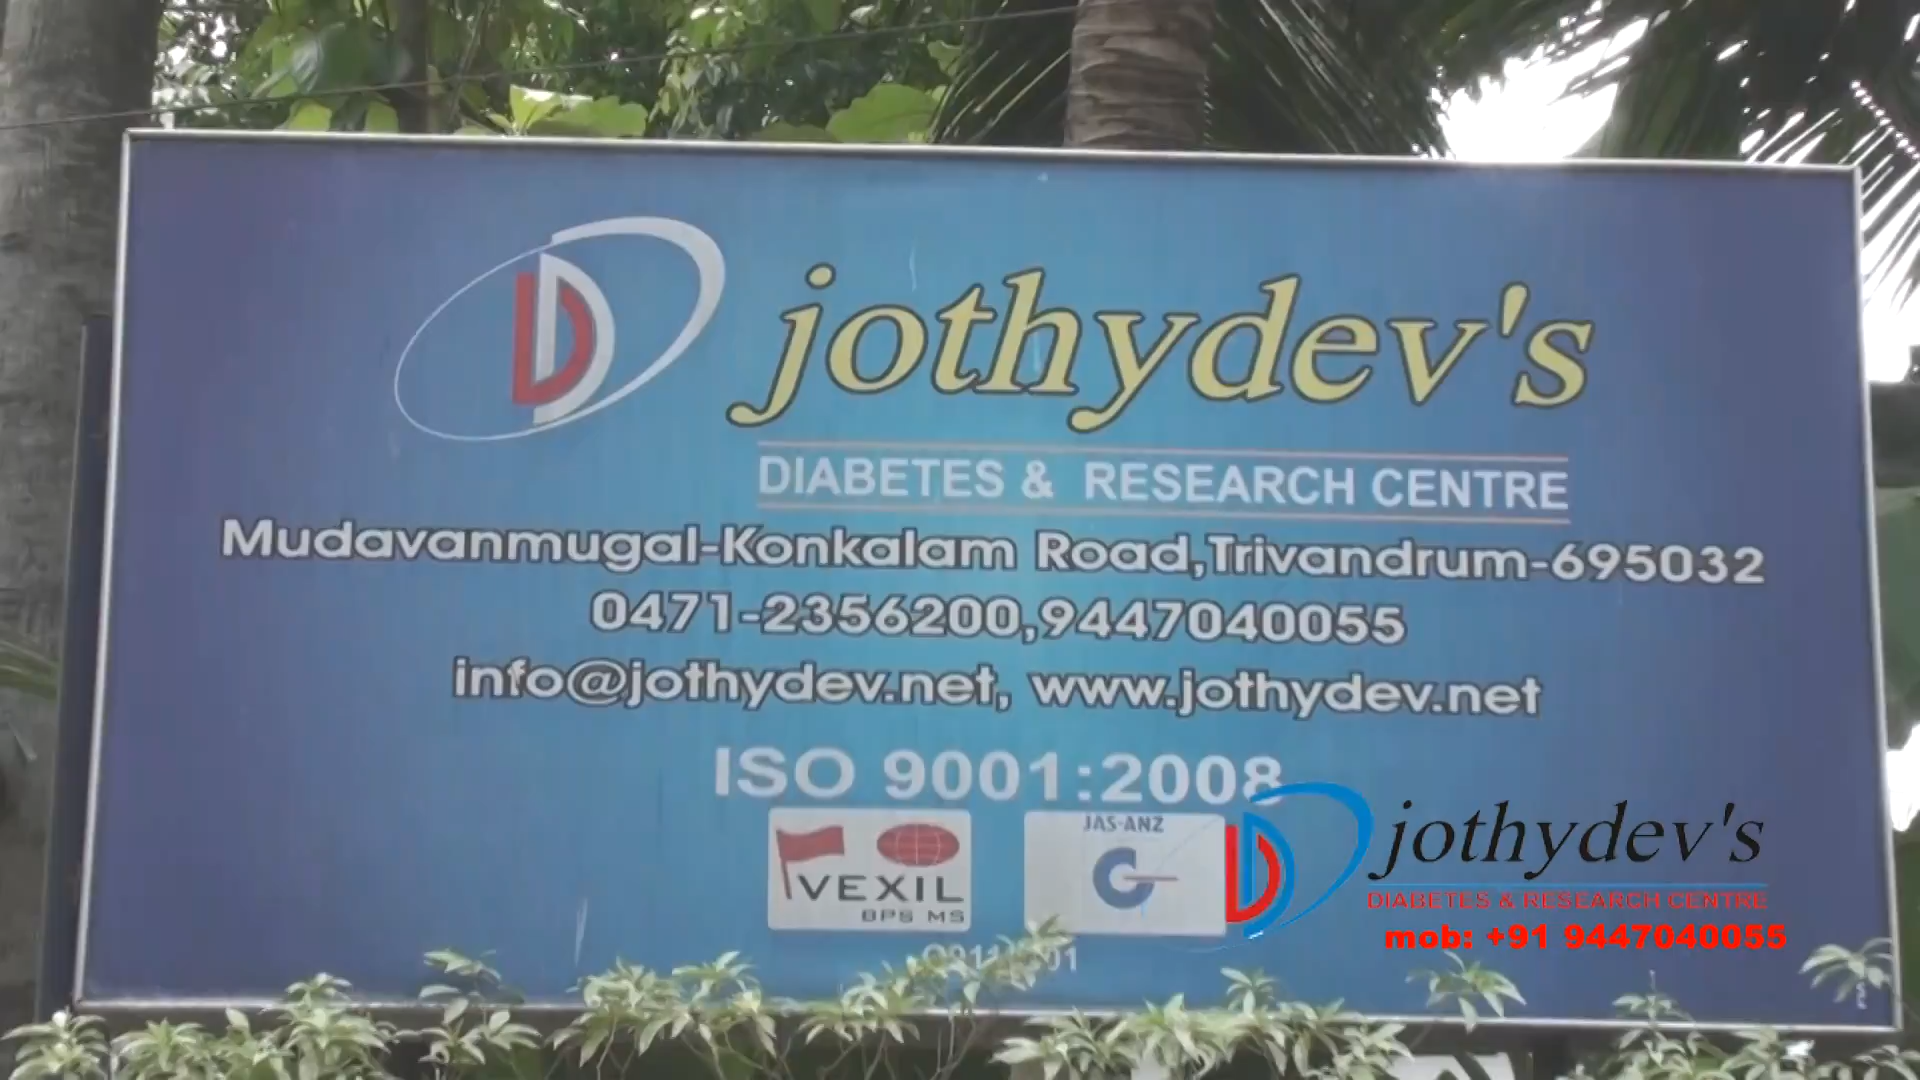 jothydev's
DIABETES & RESEARCH CENTRE
Mudavanmugal-Konkalam Road,Trivandrum-695032
0471-2356200,9447040055
info@jothydev.net, www.jothydev.net
ISO 9001:2008
VEXIL
BPS MS
JAS-ANZ
jothydev's
DIABETES & RESEARCH CENTRE
mob: +91 9447040055